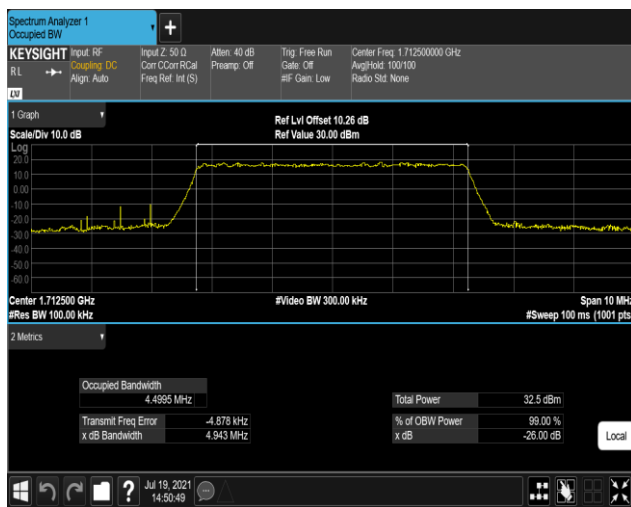 Spectrum Analyzer 1
Occupied BW
KEYSIGHT
RL
LXI
Input: RF
Coupling: DC
Align: Auto
Input Z: 50 Ω
Corr CCorr RCal
Freq Ref: Int (S)
Atten: 40 dB
Preamp: Off
Trig: Free Run
Gate: Off
#IF Gain: Low
Center Freq: 1.712500000 GHz
Avg|Hold: 100/100
Radio Std: None
1 Graph
Scale/Div 10.0 dB
Ref Lvl Offset 10.26 dB
Ref Value 30.00 dBm
Log
20.0
10.0
0.00
-10.0
-20.0
-30.0
-40.0
-50.0
-60.0
Center 1.712500 GHz
#Res BW 100.00 kHz
#Video BW 300.00 kHz
Span 10 MHz
#Sweep 100 ms (1001 pts
2 Metrics
Occupied Bandwidth
4.4995 MHz
Transmit Freq Error -4.878 kHz
x dB Bandwidth 4.943 MHz
Total Power 32.5 dBm
% of OBW Power 99.00 %
x dB -26.00 dB
Local
?
Jul 19, 2021
14:50:49